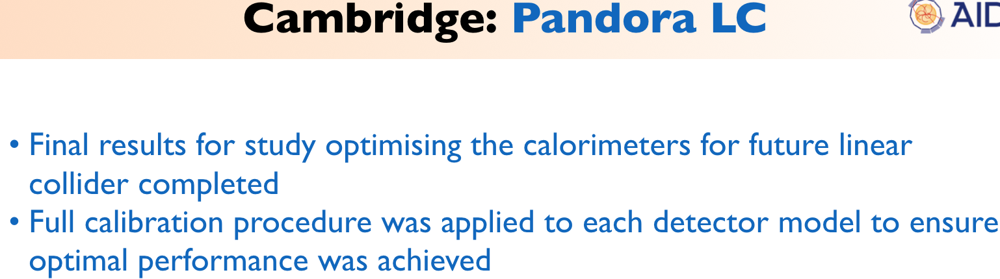 Cambridge: Pandora LC
• Final results for study optimising the calorimeters for future linear
collider completed
• Full calibration procedure was applied to each detector model to ensure
optimal performance was achieved